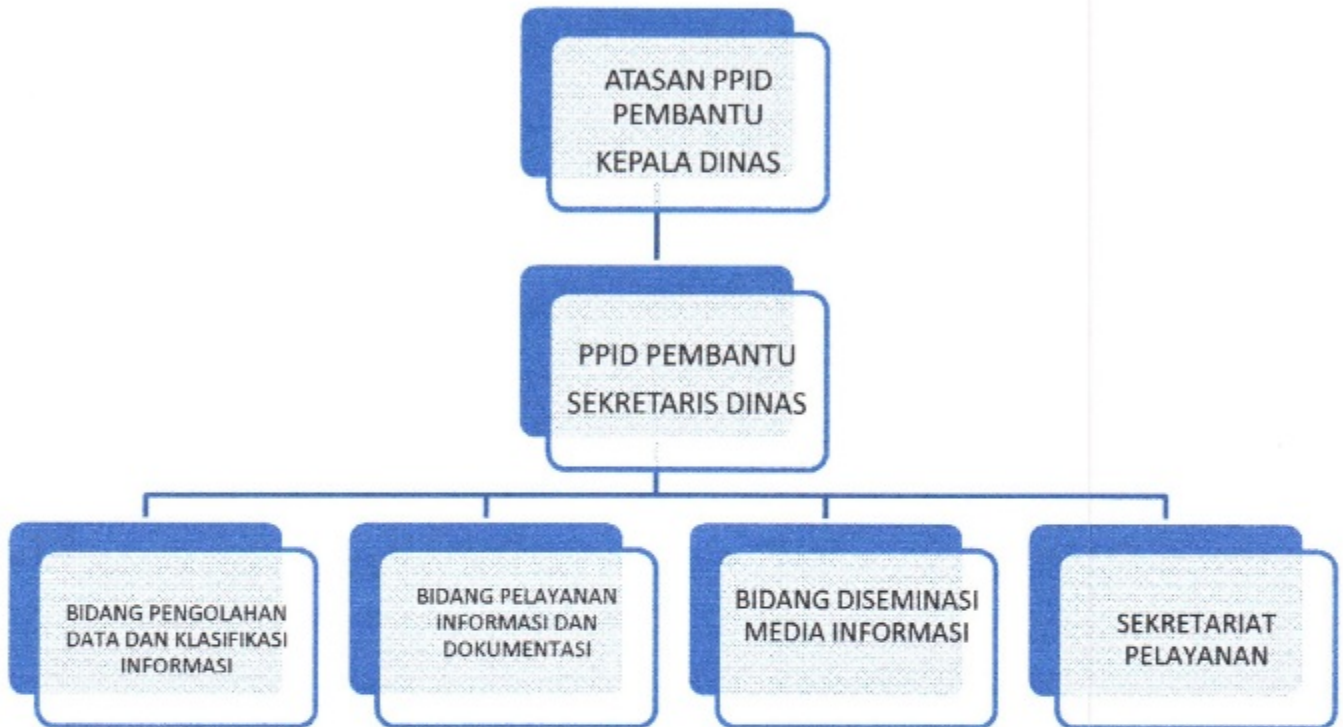 ATASAN PPID
PEMBANTU
KEPALA DINAS
PPID PEMBANTU
SEKRETARIS DINAS
BIDANG PENGOLAHAN
DATA DAN KLASIFIKASI
INFORMASI
BIDANG PELAYANAN
INFORMASI DAN
DOKUMENTASI
BIDANG DISEMINASI
MEDIA INFORMASI
SEKRETARIAT
PELAYANAN